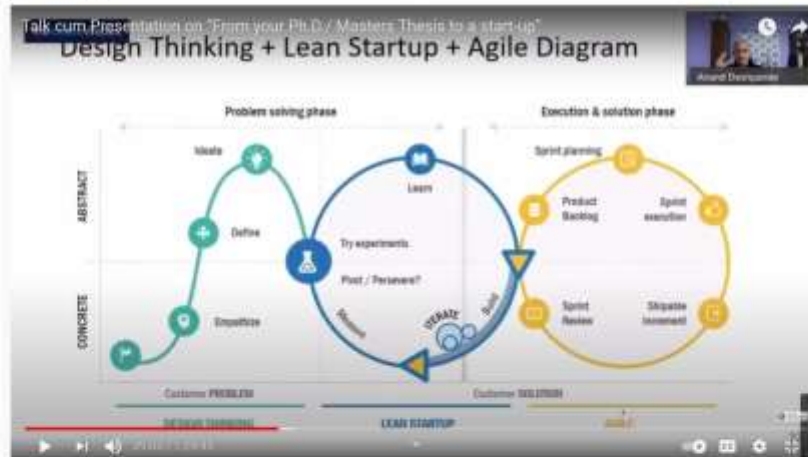 Talk cum Presentation on "From your Ph.D./ Masters Thesis to a start-up"
Design Thinking + Lean Startup + Agile Diagram
Anand Deshpande
Problem solving phase
Execution & solution phase
ABSTRACT
CONCRETE
Ideate
Define
Empathize
Learn
Try experiments
Pivot / Persevere?
Measure
ITERATE
Build
Sprint planning
Product
Backlog
Sprint
execution
Sprint
Review
Shipable
increment
Customer PROBLEM
Customer SOLUTION
DESIGN THINKING
LEAN STARTUP
AGILE